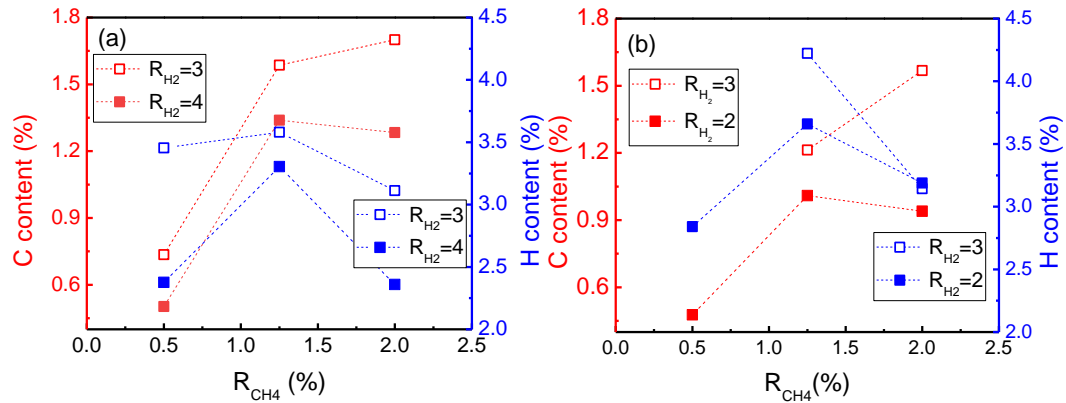 (a)
C content (%)
1.8
1.5
1.2
0.9
0.6
R_H2=3
R_H2=4
R_H2=3
R_H2=4
4.5
4.0
3.5
3.0
2.5
2.0
H content (%)
0.0 0.5 1.0 1.5 2.0 2.5
R_CH4 (%)
(b)
C content (%)
1.8
1.5
1.2
0.9
0.6
R_H2=3
R_H2=2
R_H2=3
R_H2=2
4.5
4.0
3.5
3.0
2.5
2.0
H content (%)
0.0 0.5 1.0 1.5 2.0 2.5
R_CH4(%)